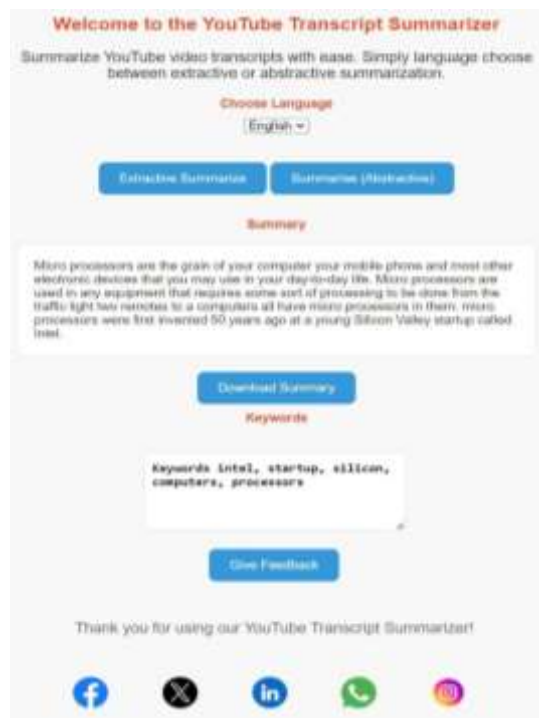 Welcome to the YouTube Transcript Summarizer
Summarize YouTube video transcripts with ease. Simply language choose
between extractive or abstractive summarization.
Choose Language
English
Extractive Summarize
Summarise (Abstractive)
Summary
Micro processors are the grain of your computer your mobile phone and most other
electronic devices that you may use in your day-to-day life. Micro processors are
used in any equipment that requires some sort of processing to be done from the
traffic light two remotes to a computers all have micro processors in them. micro
processors were first invented 50 years ago at a young Silicon Valley startup called
Intel.
Download Summary
Keywords
Keywords intel, startup, silicon,
computers, processors
Give Feedback
Thank you for using our YouTube Transcript Summarizer!
in